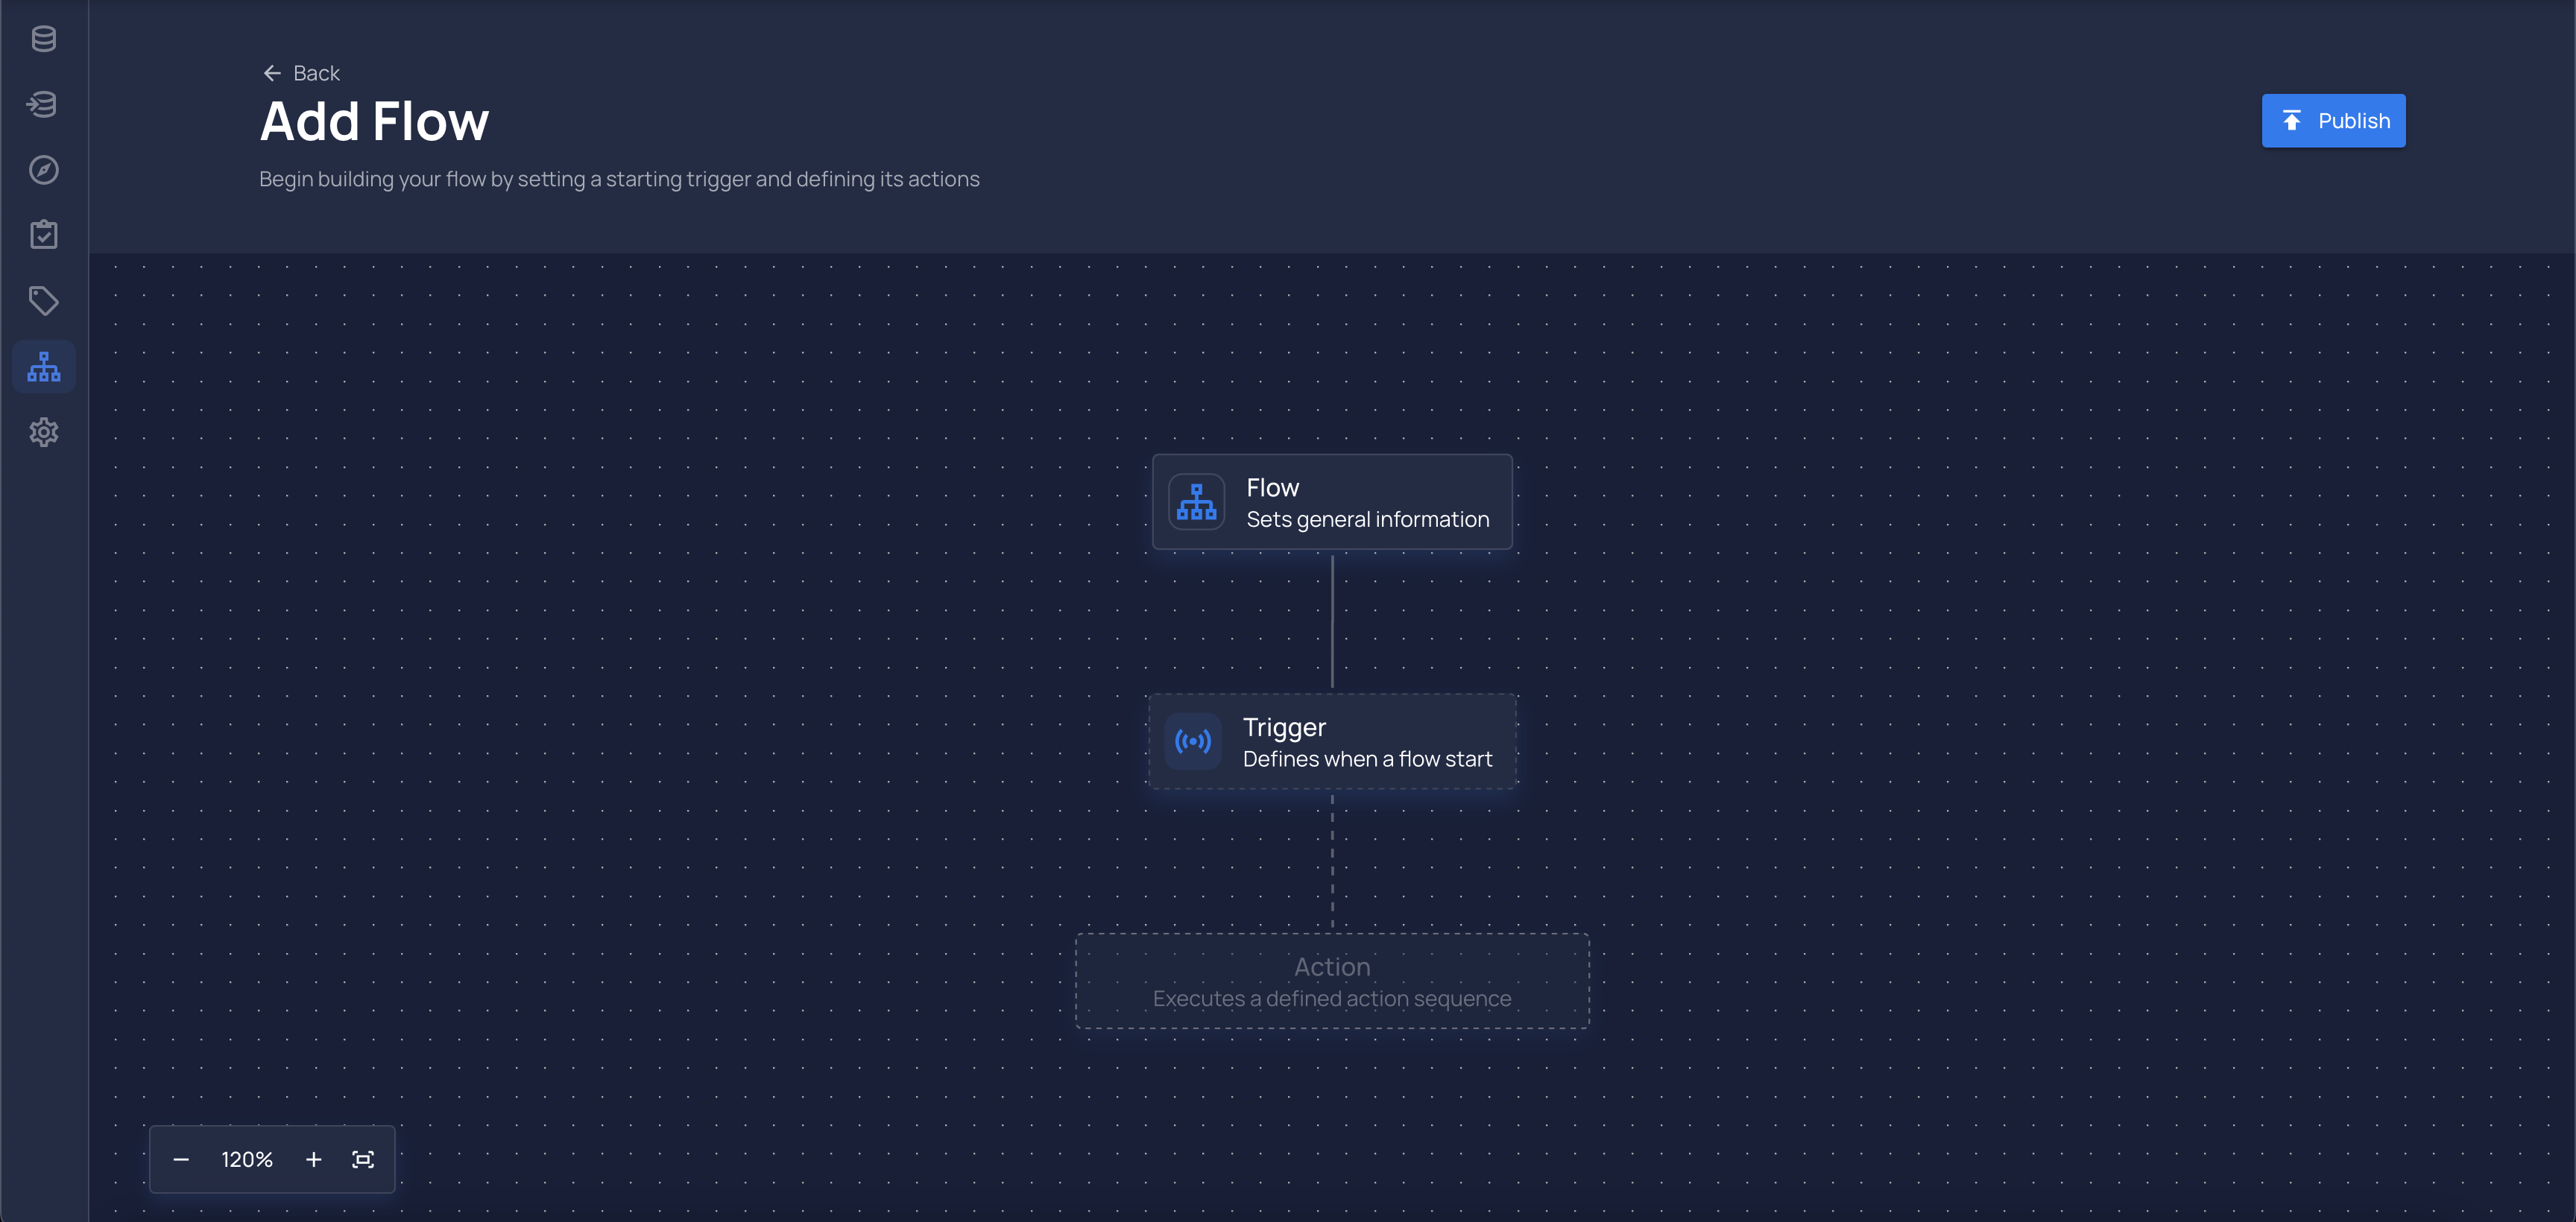 Back
Add Flow
Publish
Begin building your flow by setting a starting trigger and defining its actions
Flow
Sets general information
Trigger
Defines when a flow start
Action
Executes a defined action sequence
120%